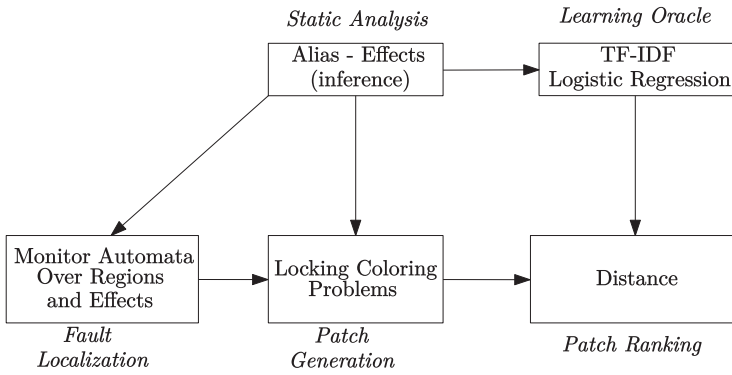 Static Analysis
Learning Oracle
Alias - Effects
(inference)
TF-IDF
Logistic Regression
Monitor Automata
Over Regions
and Effects
Locking Coloring
Problems
Distance
Fault
Localization
Patch
Generation
Patch Ranking